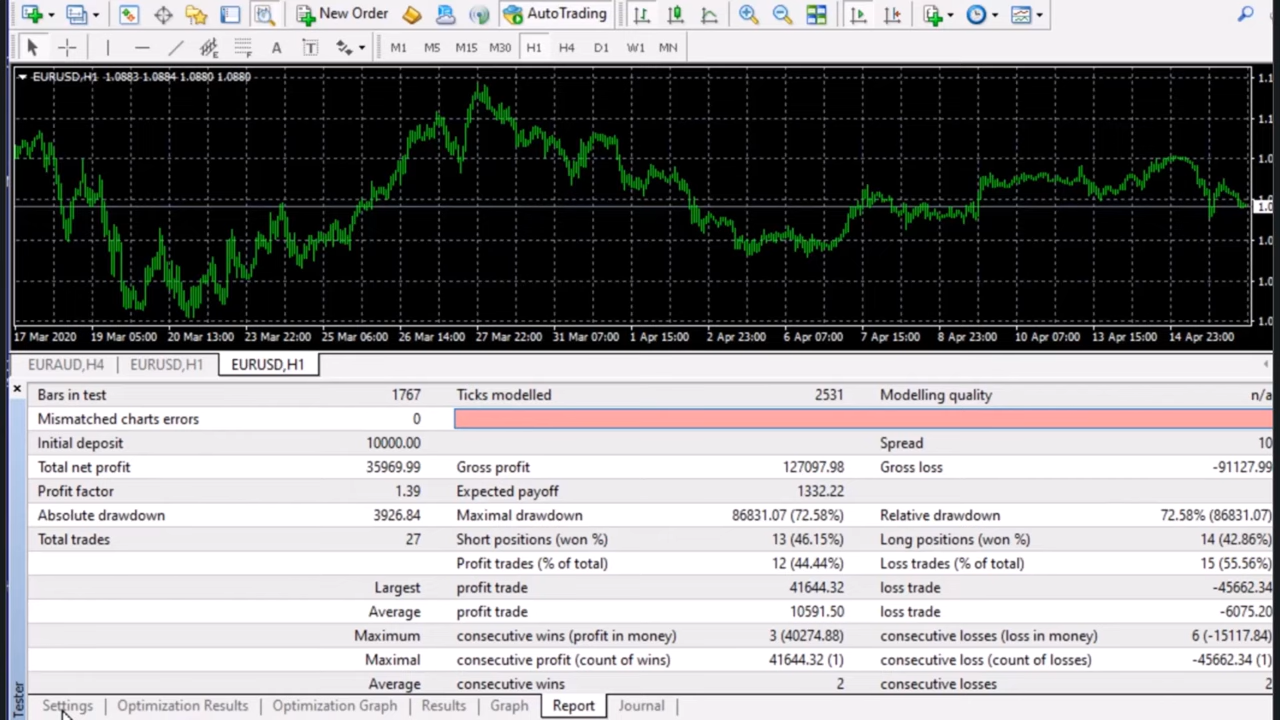 New Order AutoTrading
A T M1 M5 M15 M30 H1 H4 D1 W1 MN
EURUSD,H1 1.0883 1.0884 1.0880 1.0880
17 Mar 2020 19 Mar 05:00 20 Mar 13:00 23 Mar 22:00 25 Mar 06:00 26 Mar 14:00 27 Mar 22:00 31 Mar 07:00 1 Apr 15:00 2 Apr 23:00 6 Apr 07:00 7 Apr 15:00 8 Apr 23:00 10 Apr 07:00 13 Apr 15:00 14 Apr 23:00
EURAUD,H4 EURUSD,H1 EURUSD,H1
Bars in test 1767 Ticks modelled 2531 Modelling quality n/a
Mismatched charts errors 0
Initial deposit 10000.00 Spread 10
Total net profit 35969.99 Gross profit 127097.98 Gross loss -91127.99
Profit factor 1.39 Expected payoff 1332.22
Absolute drawdown 3926.84 Maximal drawdown 86831.07 (72.58%) Relative drawdown 72.58% (86831.07)
Total trades 27 Short positions (won %) 13 (46.15%) Long positions (won %) 14 (42.86%)
Profit trades (% of total) 12 (44.44%) Loss trades (% of total) 15 (55.56%)
Largest profit trade 41644.32 loss trade -45662.34
Average profit trade 10591.50 loss trade -6075.20
Maximum consecutive wins (profit in money) 3 (40274.88) consecutive losses (loss in money) 6 (-15117.84)
Maximal consecutive profit (count of wins) 41644.32 (1) consecutive loss (count of losses) -45662.34 (1)
Average consecutive wins 2 consecutive losses 2
Tester
Settings Optimization Results Optimization Graph Results Graph Report Journal